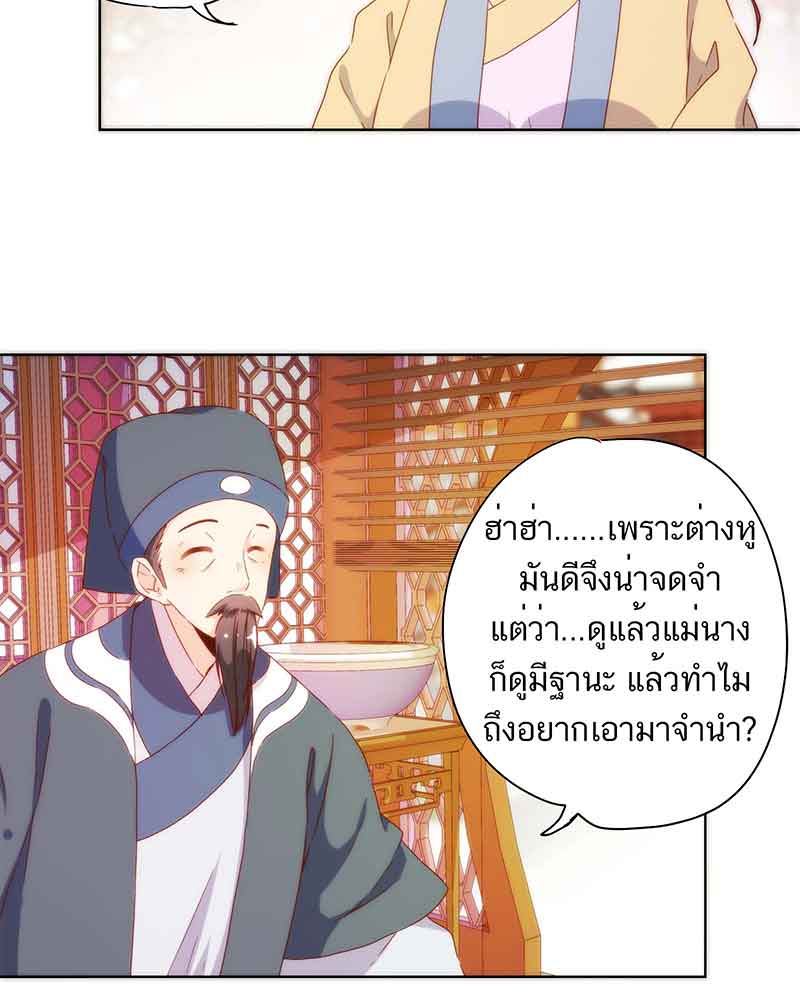 ฮ่าฮ่า......เพราะต่างหู
มันดีจึงน่าจดจำ
แต่ว่า...ดูแล้วแม่นาง
ก็ดูมีฐานะ แล้วทำไม
ถึงอยากเอามาจำนำ?